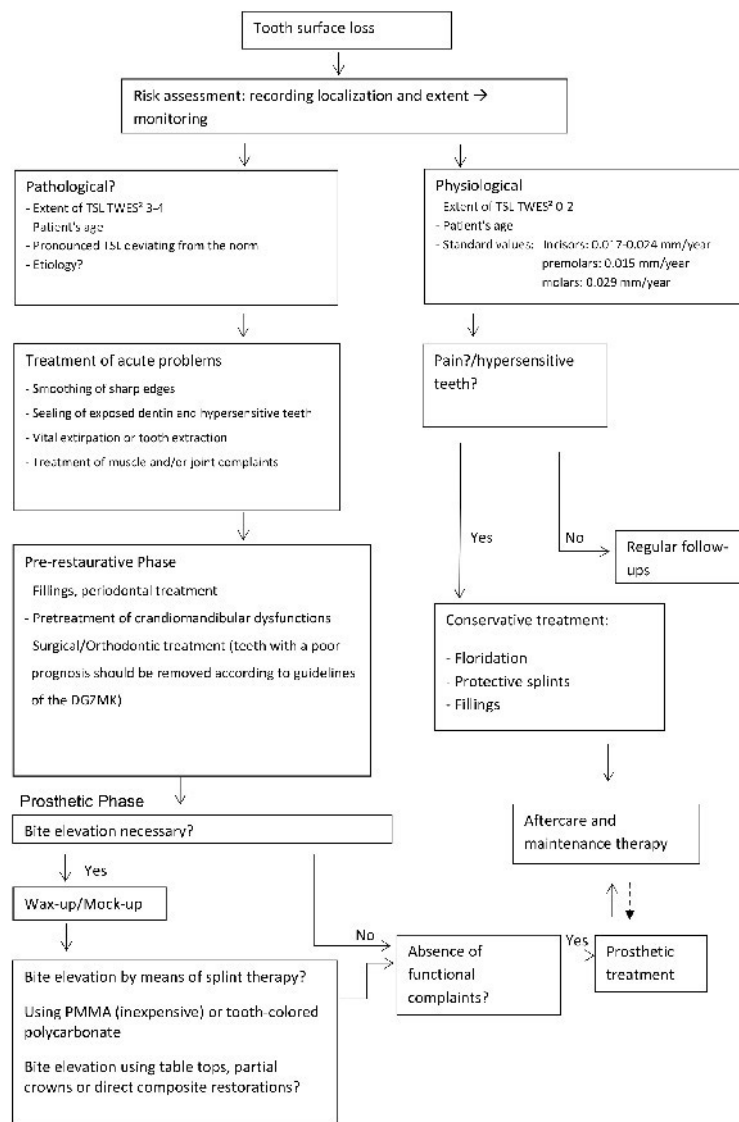 Tooth surface loss
Risk assessment: recording localization and extent →
monitoring
Pathological?
- Extent of TSL TWES² 3-4
Patient's age
- Pronounced TSL deviating from the norm
- Etiology?
Physiological
Extent of TSL TWES² 0-2
- Patient's age
- Standard values: Incisors: 0.017-0.024 mm/year
premolars: 0.015 mm/year
molars: 0.029 mm/year
Treatment of acute problems
- Smoothing of sharp edges
- Sealing of exposed dentin and hypersensitive teeth
- Vital extirpation or tooth extraction
- Treatment of muscle and/or joint complaints
Pain?/hypersensitive
teeth?
Yes
No
Regular follow-
ups
Pre-restaurative Phase
Fillings, periodontal treatment
- Pretreatment of crandiomandibular dysfunctions
Surgical/Orthodontic treatment (teeth with a poor
prognosis should be removed according to guidelines
of the DGZMK)
Conservative treatment:
- Floridation
- Protective splints
- Fillings
Prosthetic Phase
Bite elevation necessary?
Yes
Wax-up/Mock-up
No
Bite elevation by means of splint therapy?
Using PMMA (inexpensive) or tooth-colored
polycarbonate
Bite elevation using table tops, partial
crowns or direct composite restorations?
Absence of
functional
complaints?
Yes
Prosthetic
treatment
Aftercare and
maintenance therapy